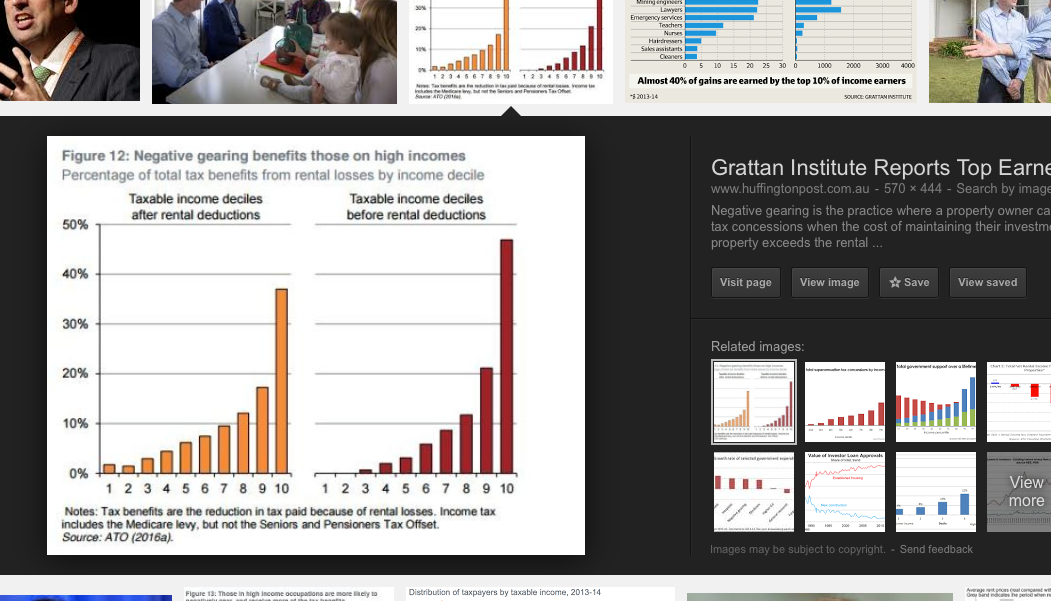 30%
20%
10%
0%
1 2 3 4 5 6 7 8 9 10
1 2 3 4 5 6 7 8 9 10
Notes: Tax benefits are the reduction in tax paid because of rental losses. Income tax
includes the Medicare levy, but not the Seniors and Pensioners Tax Offset.
Source: ATO (2016a).
Mining engineers
Lawyers
Emergency services
Teachers
Nurses
Hairdressers
Sales assistants
Cleaners
0 5 10 15 20 25 30
0 1000 2000 3000 4000
Almost 40% of gains are earned by the top 10% of income earners
*$ 2013-14
SOURCE: GRATTAN INSTITUTE
Figure 12: Negative gearing benefits those on high incomes
Percentage of total tax benefits from rental losses by income decile
Taxable income deciles
after rental deductions
Taxable income deciles
before rental deductions
50%
40%
30%
20%
10%
0%
1 2 3 4 5 6 7 8 9 10
1 2 3 4 5 6 7 8 9 10
Notes: Tax benefits are the reduction in tax paid because of rental losses. Income tax
includes the Medicare levy, but not the Seniors and Pensioners Tax Offset.
Source: ATO (2016a).
Grattan Institute Reports Top Earne
www.huffingtonpost.com.au - 570 × 444 - Search by image
Negative gearing is the practice where a property owner ca
tax concessions when the cost of maintaining their investme
property exceeds the rental ...
Visit page
View image
Save
View saved
Related images:
Value of Investor Loan Approvals
View
more
Images may be subject to copyright. - Send feedback
Figure 13: Those in high income occupations are more likely to
Distribution of taxpayers by taxable income, 2013-14